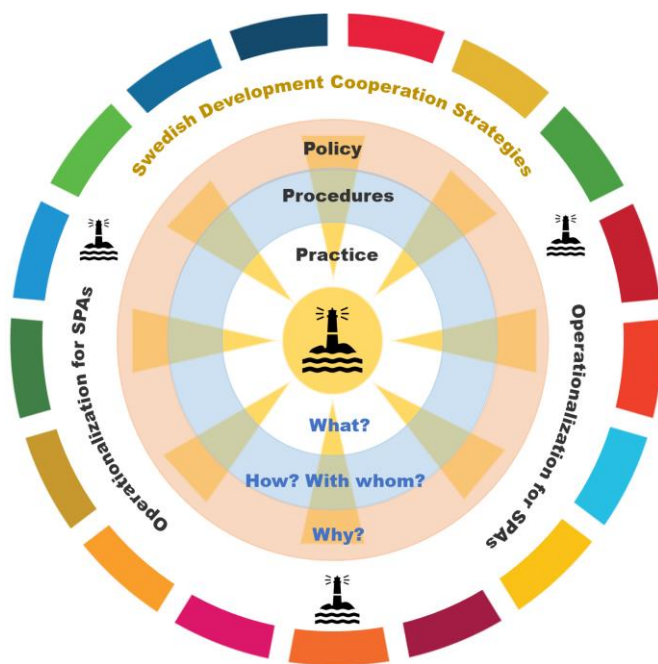 Swedish Development Cooperation Strategies
Policy
Procedures
Practice
Operationalization for SPAs
Operationalization for SPAs
What?
How? With whom?
Why?